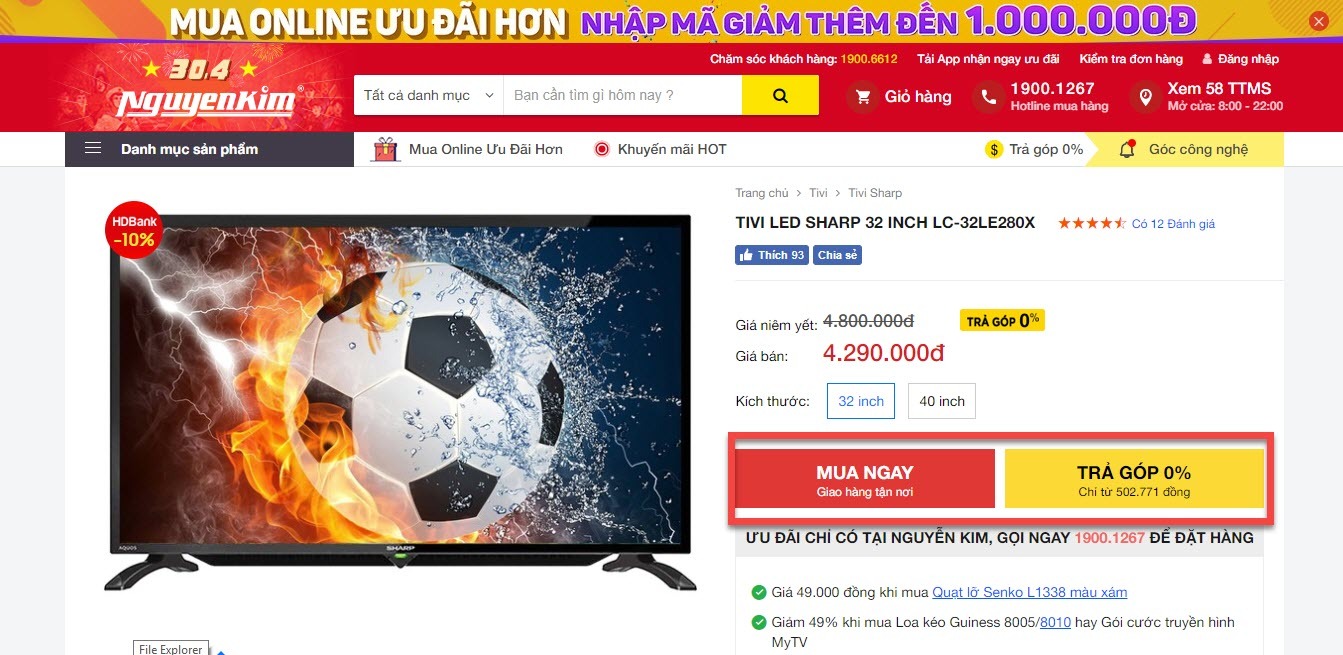 MUA ONLINE ƯU ĐÃI HƠN NHẬP MÃ GIẢM THÊM ĐẾN 1.000.000Đ
Chăm sóc khách hàng: 1900.6612 Tải App nhận ngay ưu đãi Kiểm tra đơn hàng Đăng nhập
30.4
NguyenKim®
Tất cả danh mục
Bạn cần tìm gì hôm nay ?
Giỏ hàng
1900.1267
Hotline mua hàng
Xem 58 TTMS
Mở cửa: 8:00 - 22:00
Danh mục sản phẩm
Mua Online Ưu Đãi Hơn
Khuyến mãi HOT
$ Trả góp 0%
Góc công nghệ
HDBank
-10%
AQUOS
SHARP
Trang chủ > Tivi > Tivi Sharp
TIVI LED SHARP 32 INCH LC-32LE280X
Có 12 Đánh giá
Thích 93 Chia sẻ
Giá niêm yết: 4.800.000đ
TRẢ GÓP 0%
Giá bán: 4.290.000đ
Kích thước: 32 inch 40 inch
MUA NGAY
Giao hàng tận nơi
TRẢ GÓP 0%
Chỉ từ 502.771 đồng
ƯU ĐÃI CHỈ CÓ TẠI NGUYỄN KIM, GỌI NGAY 1900.1267 ĐỂ ĐẶT HÀNG
Giá 49.000 đồng khi mua Quạt lỡ Senko L1338 màu xám
Giảm 49% khi mua Loa kéo Guiness 8005/8010 hay Gói cước truyền hình
MyTV
File Explorer